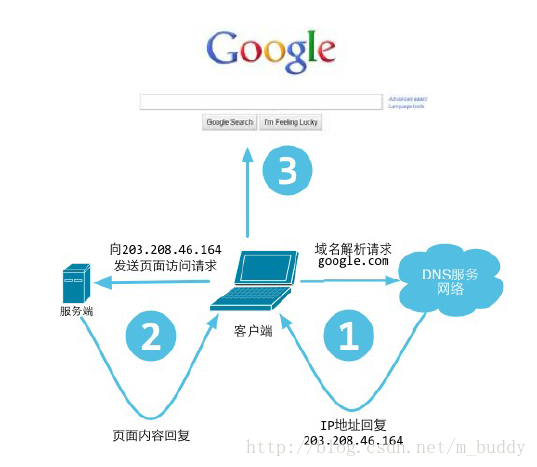 Google
Advanced search
Language tools
Google Search
I'm Feeling Lucky
3
向203.208.46.164
发送页面访问请求
域名解析请求
google.com
DNS服务
网络
服务端
客户端
2
1
页面内容回复
IP地址回复
203.208.46.164
http://blog.csdn.net/m_buddy